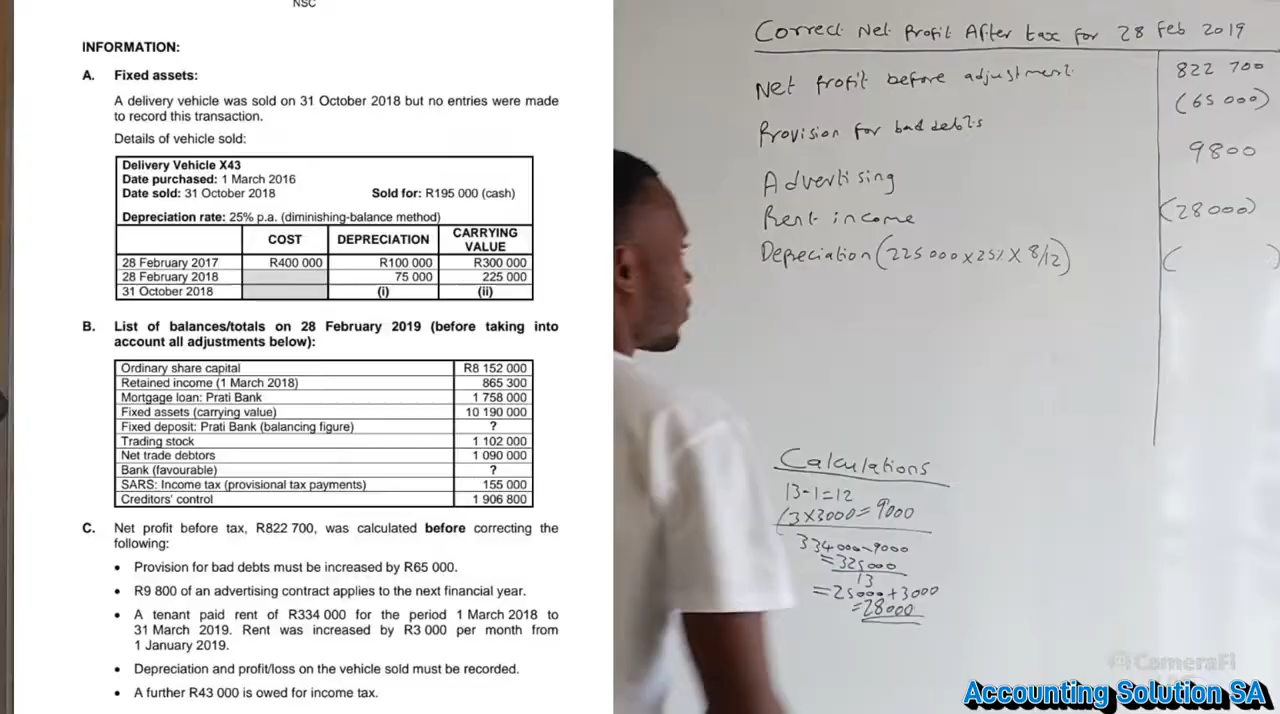 NSC
INFORMATION:
A. Fixed assets:
A delivery vehicle was sold on 31 October 2018 but no entries were made
to record this transaction.
Details of vehicle sold:
Delivery Vehicle X43
Date purchased: 1 March 2016
Date sold: 31 October 2018 Sold for: R195 000 (cash)
Depreciation rate: 25% p.a. (diminishing-balance method)
COST DEPRECIATION CARRYING VALUE
28 February 2017 R400 000 R100 000 R300 000
28 February 2018 75 000 225 000
31 October 2018 (i) (ii)
B. List of balances/totals on 28 February 2019 (before taking into
account all adjustments below):
Ordinary share capital R8 152 000
Retained income (1 March 2018) 865 300
Mortgage loan: Prati Bank 1 758 000
Fixed assets (carrying value) 10 190 000
Fixed deposit: Prati Bank (balancing figure) ?
Trading stock 1 102 000
Net trade debtors 1 090 000
Bank (favourable) ?
SARS: Income tax (provisional tax payments) 155 000
Creditors' control 1 906 800
C. Net profit before tax, R822 700, was calculated before correcting the
following:
• Provision for bad debts must be increased by R65 000.
• R9 800 of an advertising contract applies to the next financial year.
• A tenant paid rent of R334 000 for the period 1 March 2018 to
31 March 2019. Rent was increased by R3 000 per month from
1 January 2019.
• Depreciation and profit/loss on the vehicle sold must be recorded.
• A further R43 000 is owed for income tax.
Correct Net Profit After tax for 28 Feb 2019
Net profit before adjustment 822 700
Provision for bad debts (65 000)
Advertising 9800
Rent income (28 000)
Depreciation (225 000 x 25% x 8/12) (        )
Calculations
13-1=12
(3x3000=9000
334000-9000
=325000
13
=25000+3000
=28000
CameraFi
Accounting Solution SA